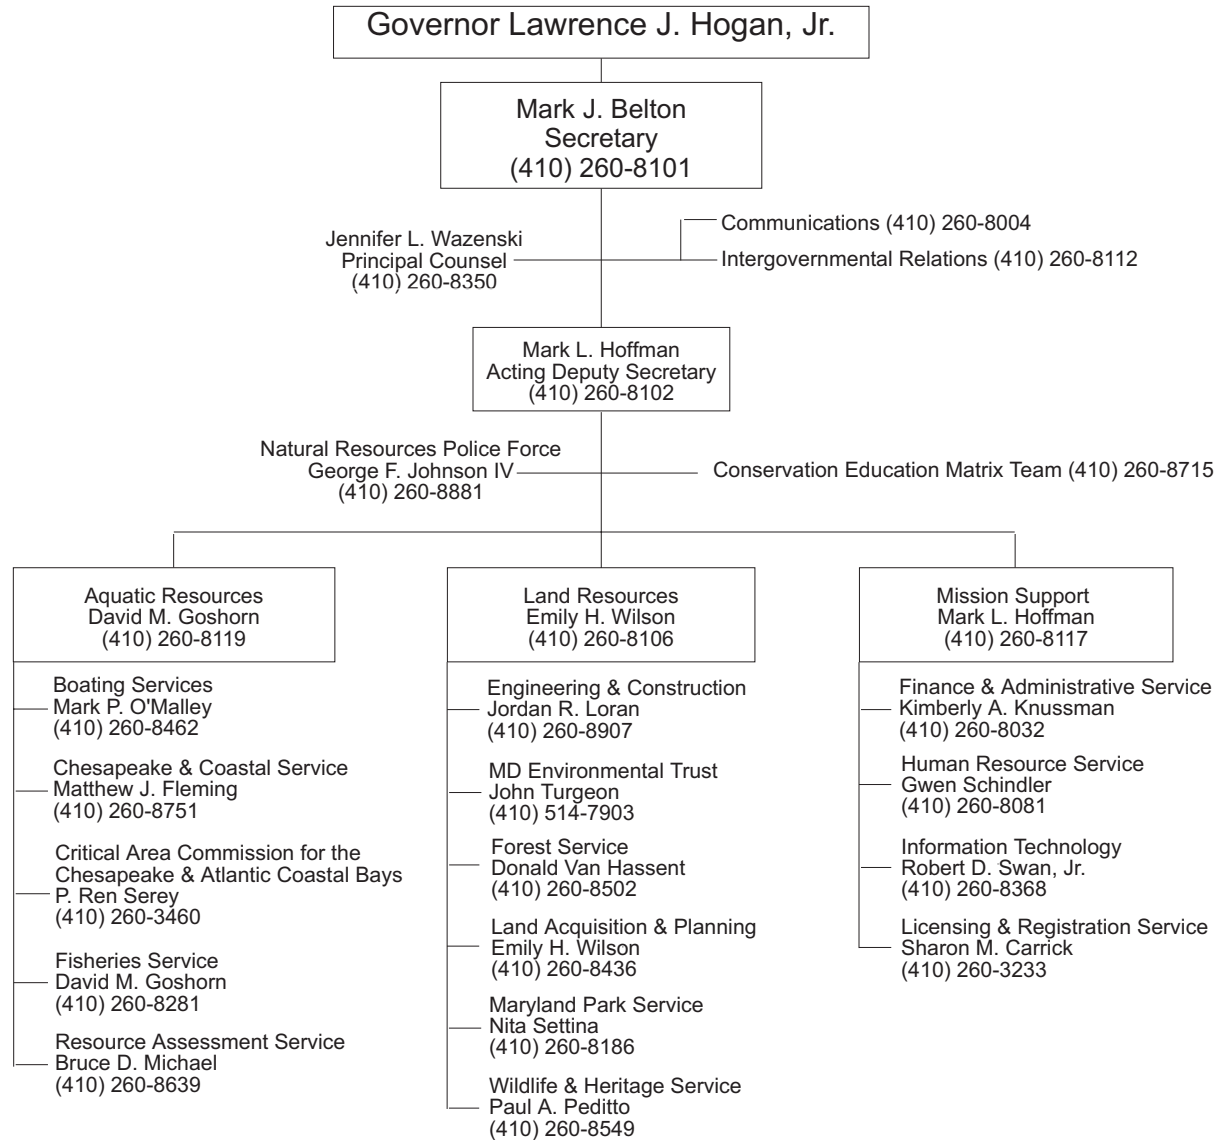 Governor Lawrence J. Hogan, Jr.
Mark J. Belton
Secretary
(410) 260-8101
Jennifer L. Wazenski
Principal Counsel
(410) 260-8350
Communications (410) 260-8004
Intergovernmental Relations (410) 260-8112
Mark L. Hoffman
Acting Deputy Secretary
(410) 260-8102
Natural Resources Police Force
George F. Johnson IV
(410) 260-8881
Conservation Education Matrix Team (410) 260-8715
Aquatic Resources
David M. Goshorn
(410) 260-8119
Boating Services
Mark P. O'Malley
(410) 260-8462
Chesapeake & Coastal Service
Matthew J. Fleming
(410) 260-8751
Critical Area Commission for the
Chesapeake & Atlantic Coastal Bays
P. Ren Serey
(410) 260-3460
Fisheries Service
David M. Goshorn
(410) 260-8281
Resource Assessment Service
Bruce D. Michael
(410) 260-8639
Land Resources
Emily H. Wilson
(410) 260-8106
Engineering & Construction
Jordan R. Loran
(410) 260-8907
MD Environmental Trust
John Turgeon
(410) 514-7903
Forest Service
Donald Van Hassent
(410) 260-8502
Land Acquisition & Planning
Emily H. Wilson
(410) 260-8436
Maryland Park Service
Nita Settina
(410) 260-8186
Wildlife & Heritage Service
Paul A. Peditto
(410) 260-8549
Mission Support
Mark L. Hoffman
(410) 260-8117
Finance & Administrative Service
Kimberly A. Knussman
(410) 260-8032
Human Resource Service
Gwen Schindler
(410) 260-8081
Information Technology
Robert D. Swan, Jr.
(410) 260-8368
Licensing & Registration Service
Sharon M. Carrick
(410) 260-3233